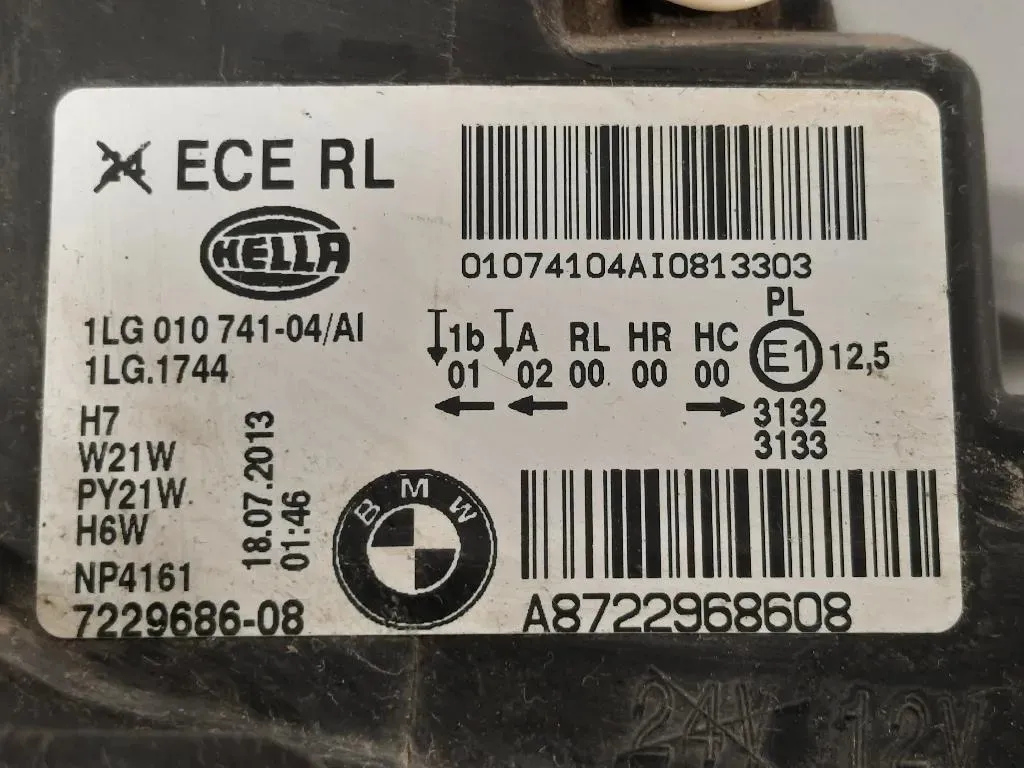 24 ECE RL
HELLA
1LG 010 741-04/AI
1LG.1744
01074104AI0813303
PL
1b A RL HR HC E1 12,5
01 02 00 00 00
3132
3133
H7
W21W
PY21W
H6W
18.07.2013
01:46
NP4161
7229686-08
BMW
A8722968608
24V 12V